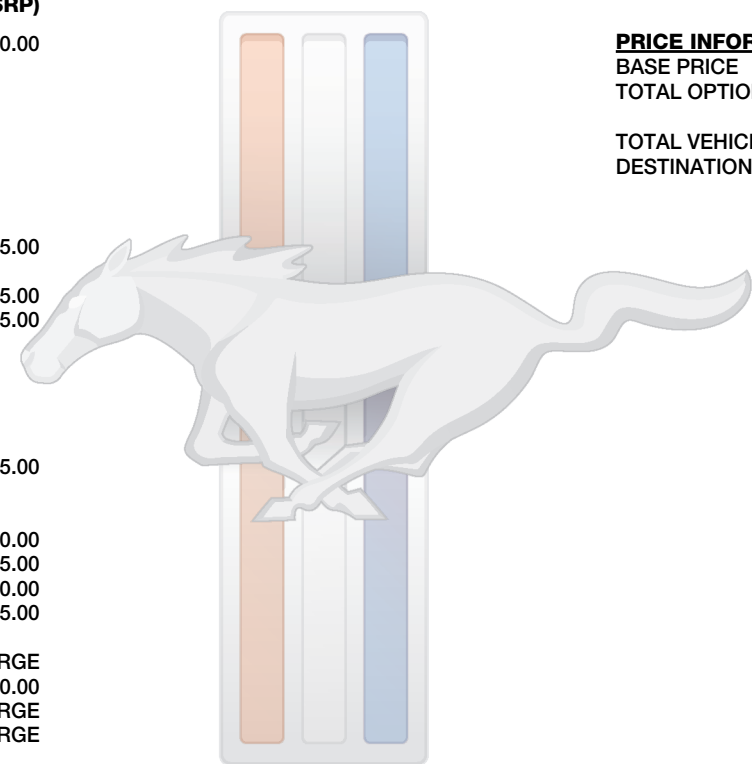 SRP)
0.00
5.00
5.00
5.00
5.00
0.00
5.00
0.00
5.00
RGE
0.00
RGE
RGE
PRICE INFOR
BASE PRICE
TOTAL OPTIO
TOTAL VEHIC
DESTINATION